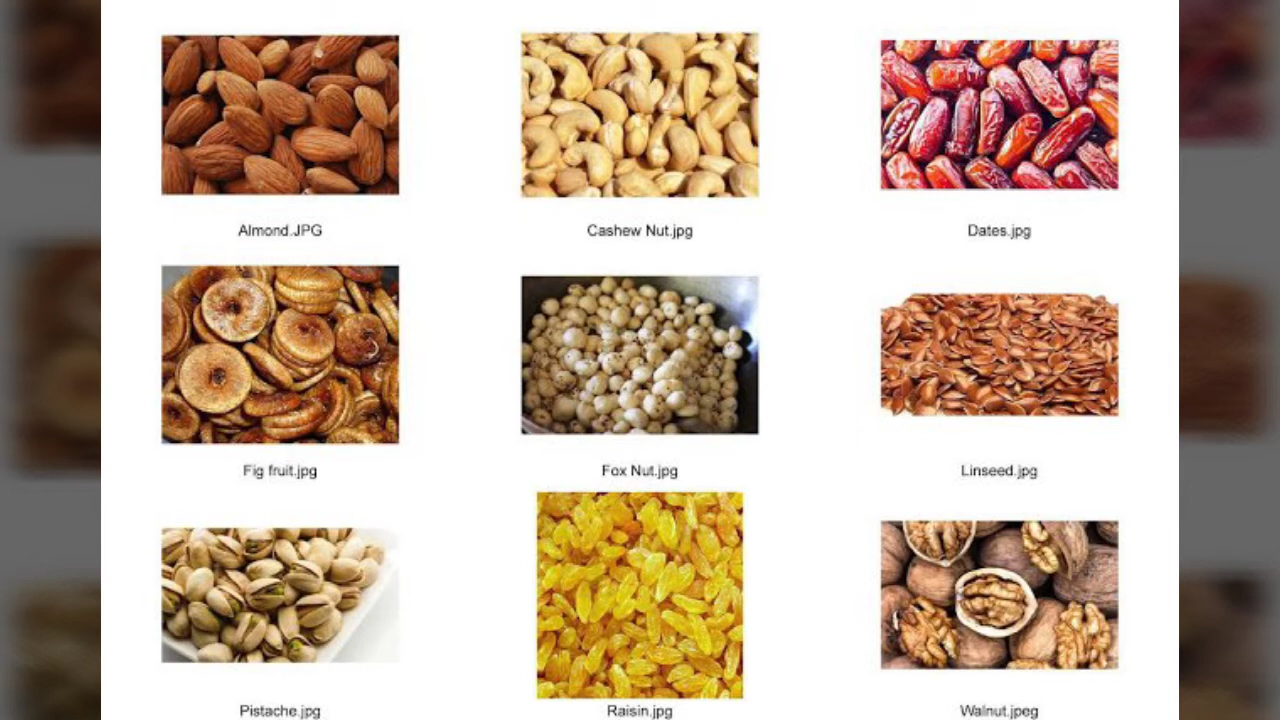 Almond.JPG
Cashew Nut.jpg
Dates.jpg
Fig fruit.jpg
Fox Nut.jpg
Linseed.jpg
Pistache.jpg
Raisin.jpg
Walnut.jpeg